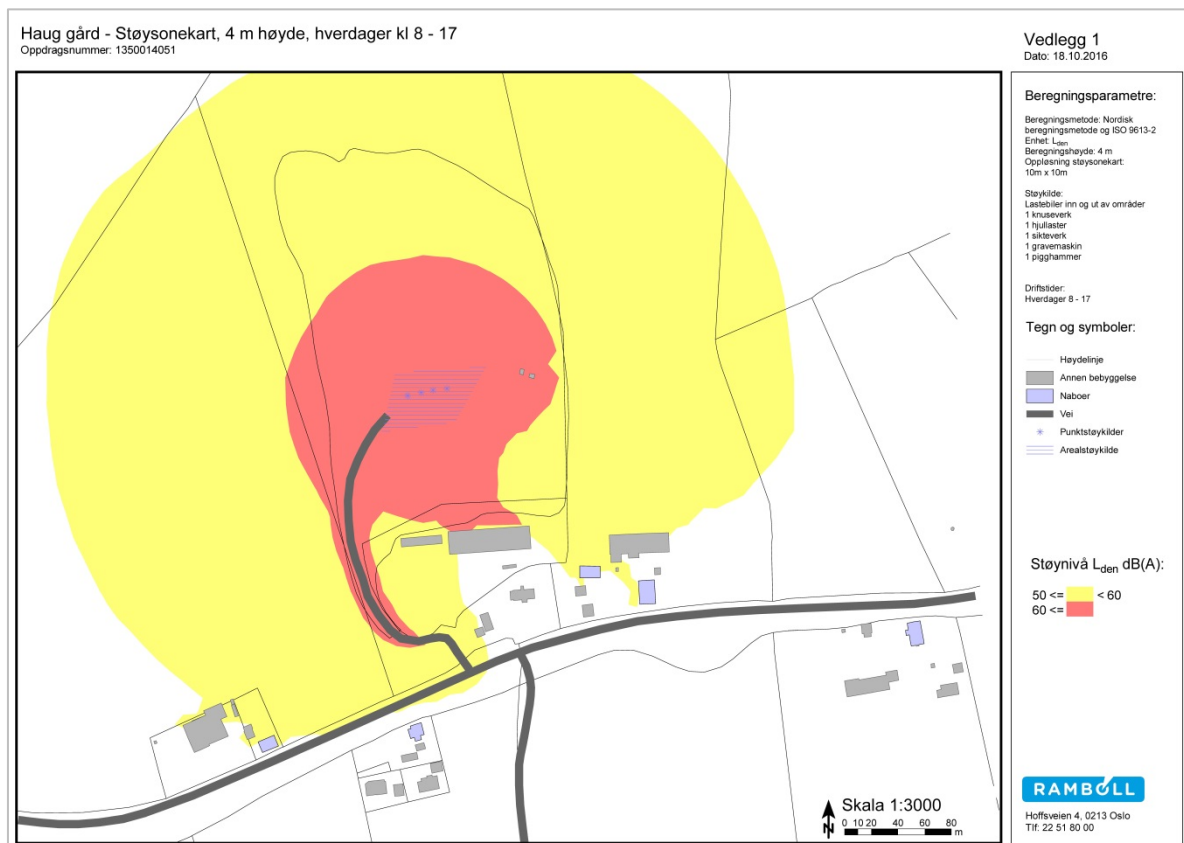 Haug gård - Støysonekart, 4 m høyde, hverdager kl 8 - 17
Oppdragsnummer: 1350014051
Vedlegg 1
Dato: 18.10.2016
Beregningsparametre:
Beregningsmetode: Nordisk
beregningsmetode og ISO 9613-2
Enhet: Lden
Beregningshøyde: 4 m
Oppløsning støysonekart:
10m x 10m
Støykilde:
Lastebiler inn og ut av områder
1 knuseverk
1 hjullaster
1 sikteverk
1 gravemaskin
1 pigghammer
Driftstider:
Hverdager 8 - 17
Tegn og symboler:
Høydelinje
Annen bebyggelse
Naboer
Vei
Punktstøykilder
Arealstøykilde
Støynivå Lden dB(A):
50 <= < 60
60 <=
N
Skala 1:3000
0 10 20 40 60 80
m
RAMBOLL
Hoffsveien 4, 0213 Oslo
Tlf: 22 51 80 00